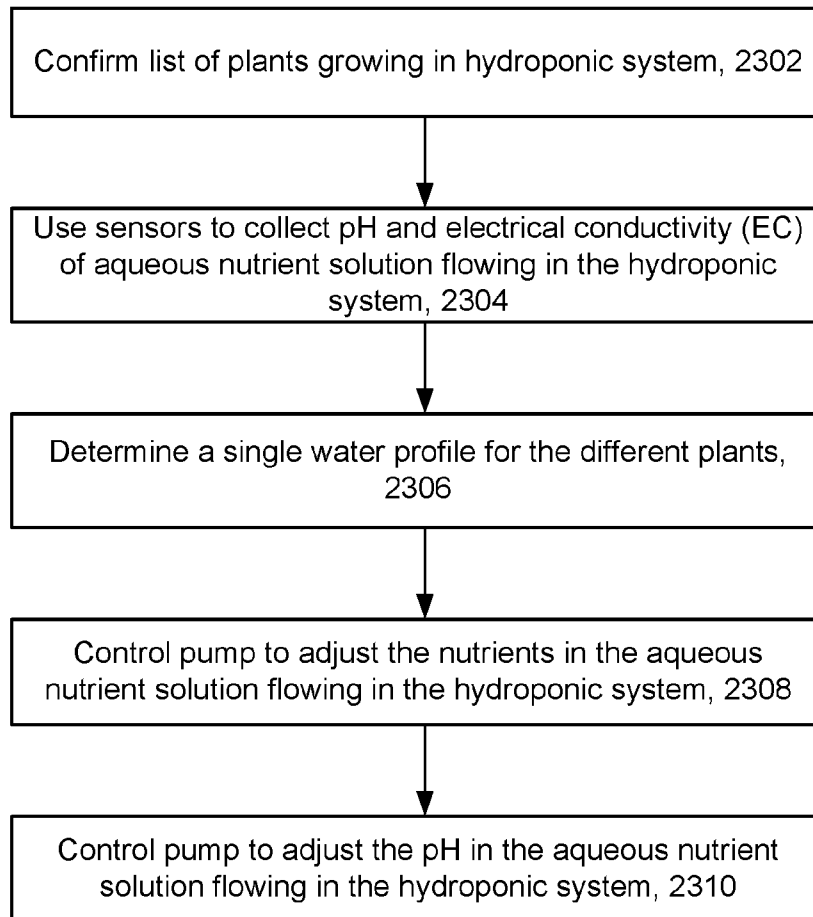 Confirm list of plants growing in hydroponic system, 2302
Use sensors to collect pH and electrical conductivity (EC)
of aqueous nutrient solution flowing in the hydroponic
system, 2304
Determine a single water profile for the different plants,
2306
Control pump to adjust the nutrients in the aqueous
nutrient solution flowing in the hydroponic system, 2308
Control pump to adjust the pH in the aqueous nutrient
solution flowing in the hydroponic system, 2310